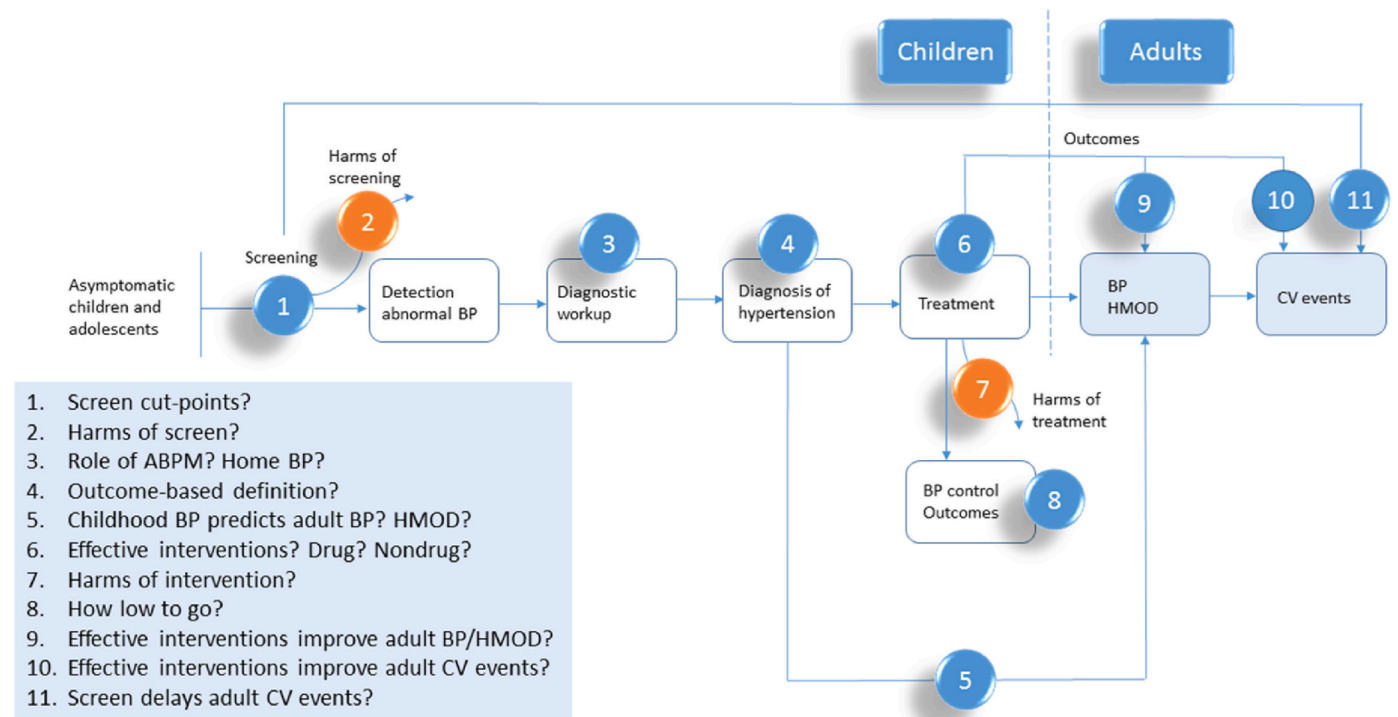 Children
Adults
Outcomes
Harms of
screening
2
9
10
11
Screening
3
4
6
Asymptomatic
children and
adolescents
1
Detection
abnormal BP
Diagnostic
workup
Diagnosis of
hypertension
Treatment
BP
HMOD
CV events
7
Harms of
treatment
BP control
Outcomes
8
5
1. Screen cut-points?
2. Harms of screen?
3. Role of ABPM? Home BP?
4. Outcome-based definition?
5. Childhood BP predicts adult BP? HMOD?
6. Effective interventions? Drug? Nondrug?
7. Harms of intervention?
8. How low to go?
9. Effective interventions improve adult BP/HMOD?
10. Effective interventions improve adult CV events?
11. Screen delays adult CV events?